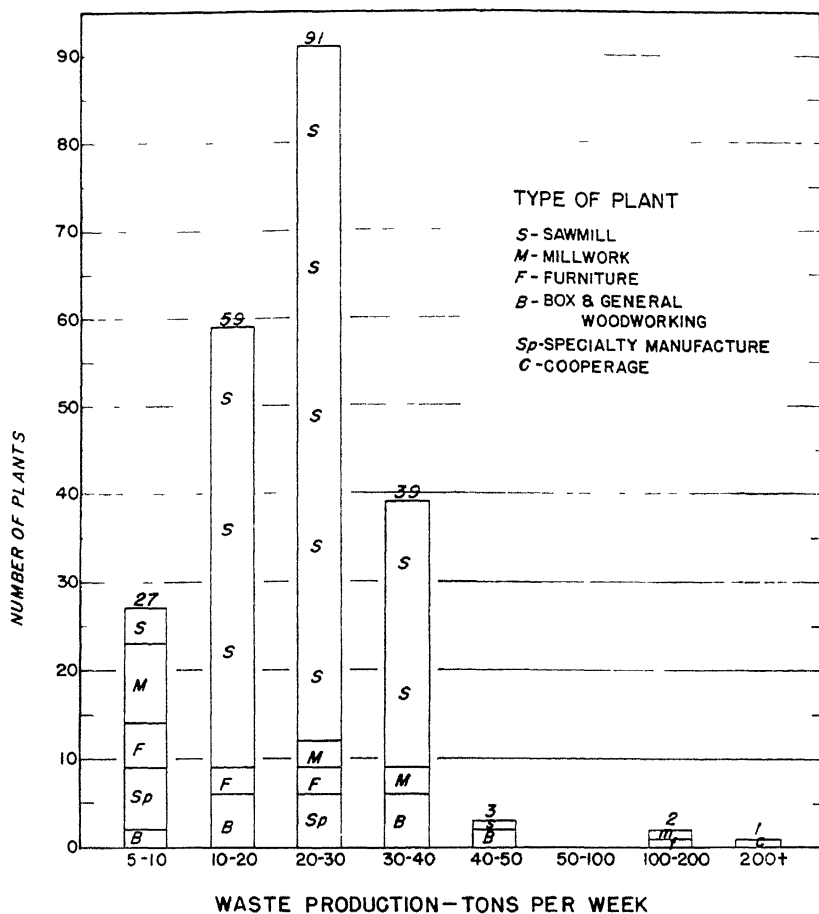 91
90
80
TYPE OF PLANT
S - SAWMILL
M - MILLWORK
F - FURNITURE
B - BOX & GENERAL
WOODWORKING
Sp-SPECIALTY MANUFACTURE
C - COOPERAGE
70
60
59
50
40
39
30
27
20
10
0
NUMBER OF PLANTS
S
M
F
Sp
B
S
S
S
F
B
S
S
S
S
S
M
F
Sp
S
S
M
B
3
S
B
2
m
f
1
C
5-10 10-20 20-30 30-40 40-50 50-100 100-200 200+
WASTE PRODUCTION—TONS PER WEEK